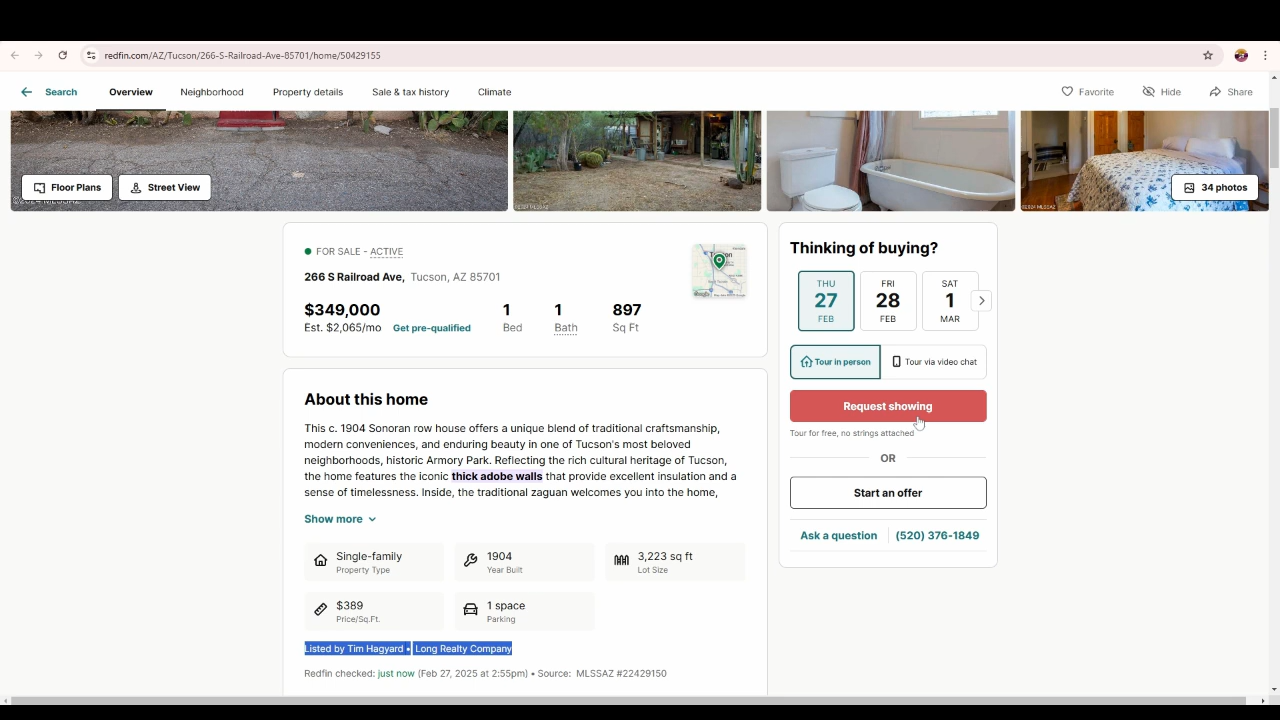 redfin.com/AZ/Tucson/266-S-Railroad-Ave-85701/home/50429155
Search
Overview
Neighborhood
Property details
Sale & tax history
Climate
Favorite
Hide
Share
Floor Plans
Street View
34 photos
©2024 MLSSAZ
©2024 MLSSAZ
©2024 MLSSAZ
©2024 MLSSAZ
FOR SALE - ACTIVE
266 S Railroad Ave, Tucson, AZ 85701
$349,000
Est. $2,065/mo Get pre-qualified
1
Bed
1
Bath
897
Sq Ft
About this home
This c. 1904 Sonoran row house offers a unique blend of traditional craftsmanship,
modern conveniences, and enduring beauty in one of Tucson's most beloved
neighborhoods, historic Armory Park. Reflecting the rich cultural heritage of Tucson,
the home features the iconic thick adobe walls that provide excellent insulation and a
sense of timelessness. Inside, the traditional zaguan welcomes you into the home,
Show more
Single-family
Property Type
1904
Year Built
3,223 sq ft
Lot Size
$389
Price/Sq.Ft.
1 space
Parking
Listed by Tim Hagyard • Long Realty Company
Redfin checked: just now (Feb 27, 2025 at 2:55pm) • Source: MLSSAZ #22429150
Thinking of buying?
THU
27
FEB
FRI
28
FEB
SAT
1
MAR
Tour in person
Tour via video chat
Request showing
Tour for free, no strings attached
OR
Start an offer
Ask a question
(520) 376-1849